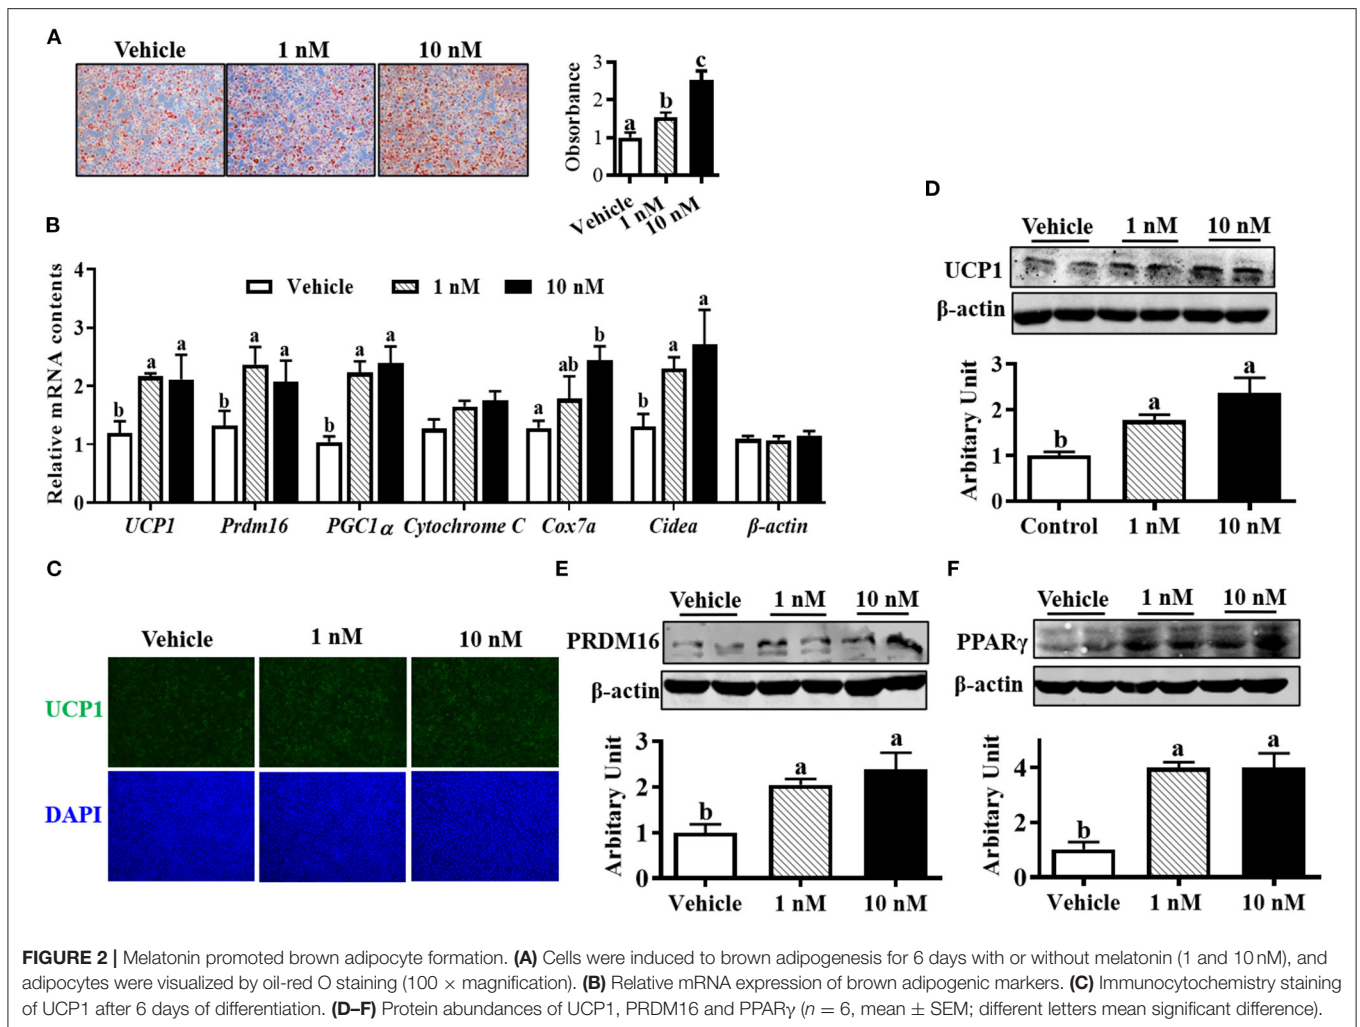 A
Vehicle 1 nM 10 nM
Obsorbance
3
2
1
0
a b c
Vehicle 1 nM 10 nM
B
Relative mRNA contents
4
3
2
1
0
Vehicle 1 nM 10 nM
b a a b a a b a a a ab b b a a
UCP1 Prdm16 PGC1α Cytochrome C Cox7a Cidea β-actin
C
Vehicle 1 nM 10 nM
UCP1
DAPI
D
Vehicle 1 nM 10 nM
UCP1
β-actin
Arbitary Unit
3
2
1
0
b a a
Control 1 nM 10 nM
E
Vehicle 1 nM 10 nM
PRDM16
β-actin
Arbitary Unit
3
2
1
0
b a a
Vehicle 1 nM 10 nM
F
Vehicle 1 nM 10 nM
PPARγ
β-actin
Arbitary Unit
4
2
0
b a a
Vehicle 1 nM 10 nM
FIGURE 2 | Melatonin promoted brown adipocyte formation. (A) Cells were induced to brown adipogenesis for 6 days with or without melatonin (1 and 10 nM), and
adipocytes were visualized by oil-red O staining (100 × magnification). (B) Relative mRNA expression of brown adipogenic markers. (C) Immunocytochemistry staining
of UCP1 after 6 days of differentiation. (D–F) Protein abundances of UCP1, PRDM16 and PPARγ (n = 6, mean ± SEM; different letters mean significant difference).